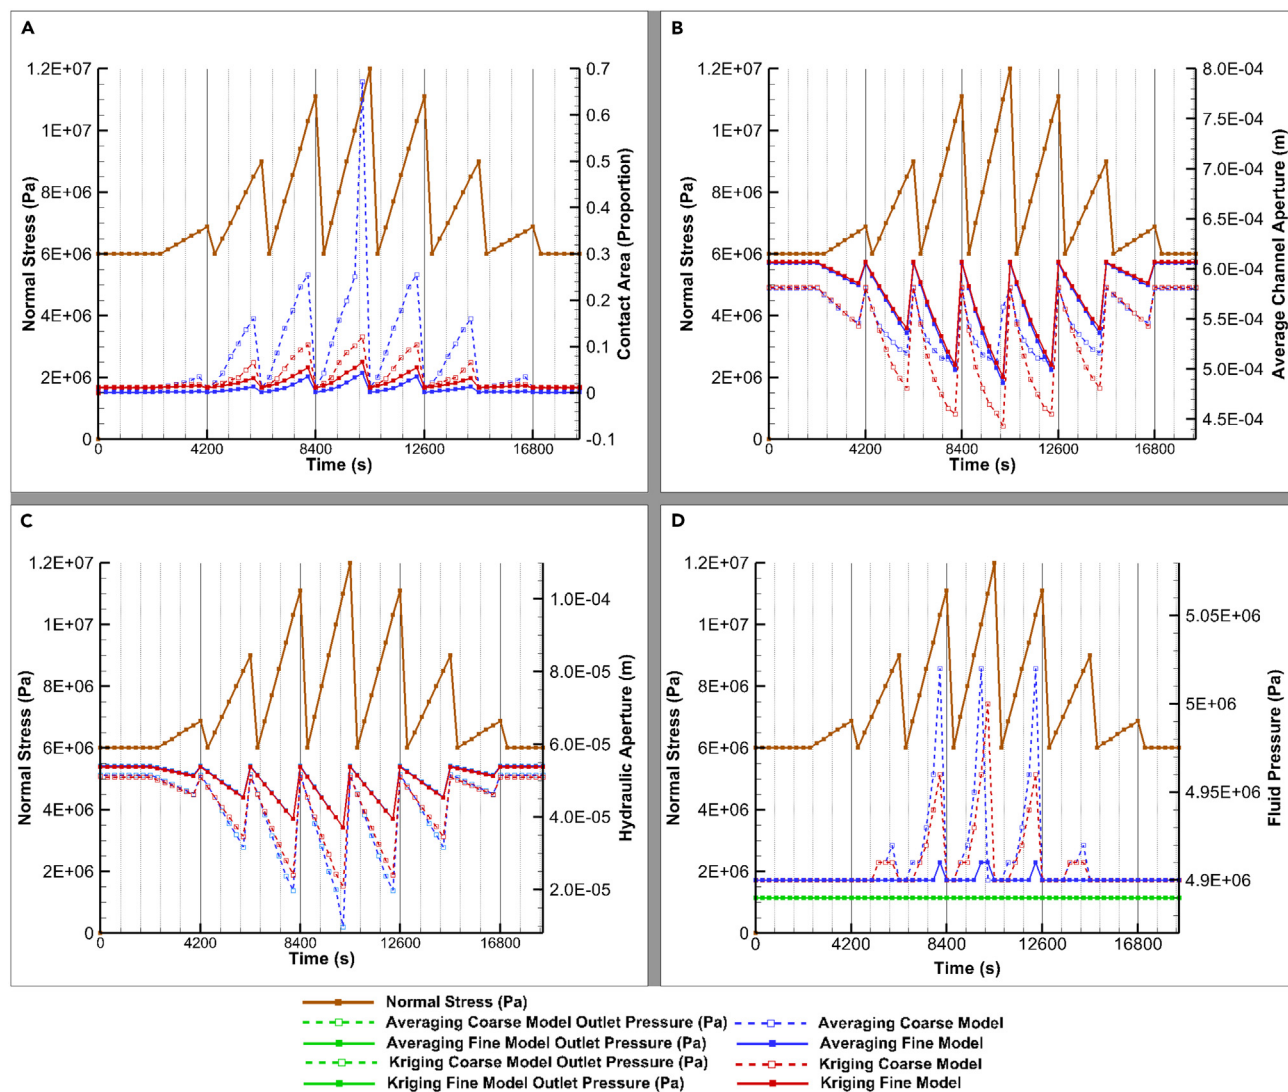 A
1.2E+07
1E+07
8E+06
6E+06
4E+06
2E+06
0
Normal Stress (Pa)
0.7
0.6
0.5
0.4
0.3
0.2
0.1
0
-0.1
Contact Area (Proportion)
0 4200 8400 12600 16800
Time (s)
B
1.2E+07
1E+07
8E+06
6E+06
4E+06
2E+06
0
Normal Stress (Pa)
8.0E-04
7.5E-04
7.0E-04
6.5E-04
6.0E-04
5.5E-04
5.0E-04
4.5E-04
Average Channel Aperture (m)
0 4200 8400 12600 16800
Time (s)
C
1.2E+07
1E+07
8E+06
6E+06
4E+06
2E+06
0
Normal Stress (Pa)
1.0E-04
8.0E-05
6.0E-05
4.0E-05
2.0E-05
Hydraulic Aperture (m)
0 4200 8400 12600 16800
Time (s)
D
1.2E+07
1E+07
8E+06
6E+06
4E+06
2E+06
0
Normal Stress (Pa)
5.05E+06
5E+06
4.95E+06
4.9E+06
Fluid Pressure (Pa)
0 4200 8400 12600 16800
Time (s)
Normal Stress (Pa)
Averaging Coarse Model Outlet Pressure (Pa)
Averaging Fine Model Outlet Pressure (Pa)
Kriging Coarse Model Outlet Pressure (Pa)
Kriging Fine Model Outlet Pressure (Pa)
Averaging Coarse Model
Averaging Fine Model
Kriging Coarse Model
Kriging Fine Model